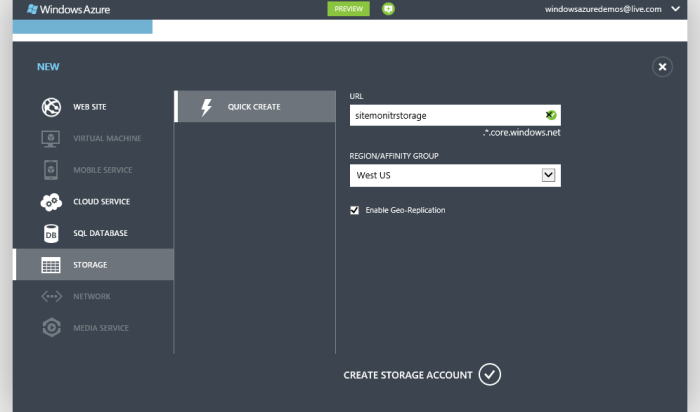 Windows Azure
PREVIEW
windowsazuredemos@live.com
NEW
WEB SITE
VIRTUAL MACHINE
MOBILE SERVICE
CLOUD SERVICE
DB
SQL DATABASE
STORAGE
NETWORK
MEDIA SERVICE
QUICK CREATE
URL
sitemonitrstorage
.*.core.windows.net
REGION/AFFINITY GROUP
West US
Enable Geo-Replication
CREATE STORAGE ACCOUNT